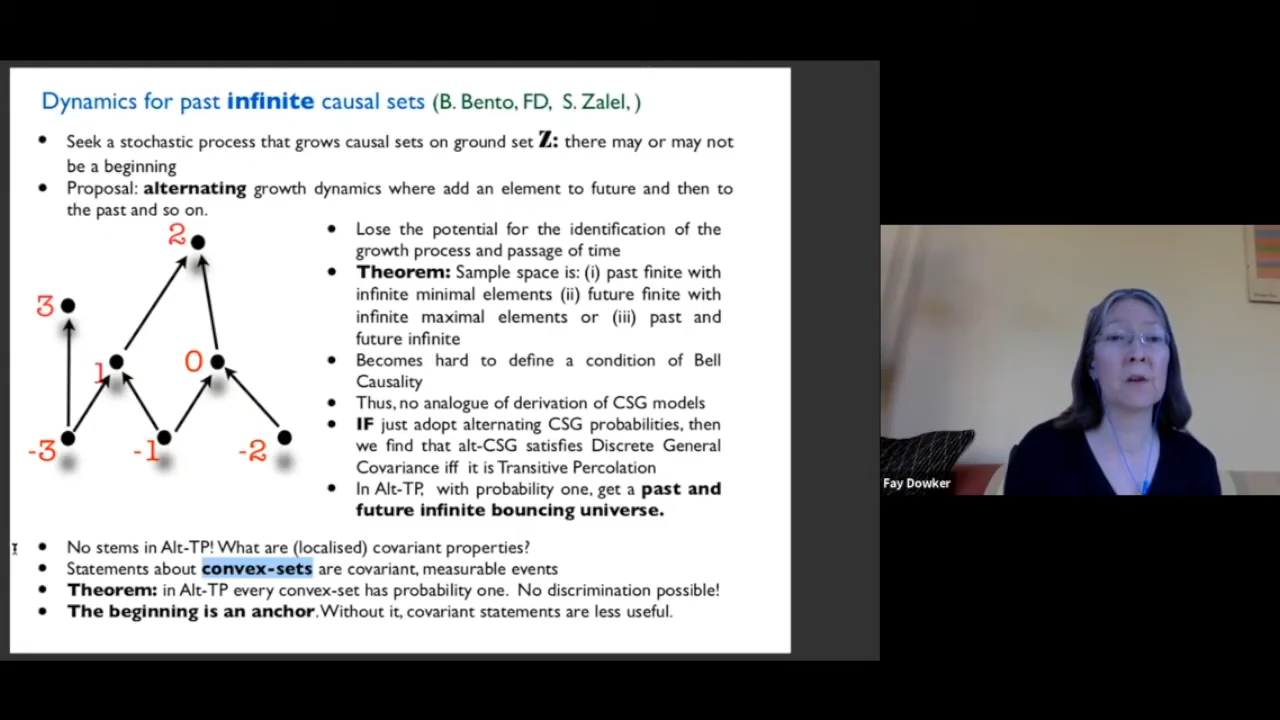 Dynamics for past infinite causal sets (B. Bento, FD, S. Zalel, )
• Seek a stochastic process that grows causal sets on ground set Z: there may or may not
be a beginning
• Proposal: alternating growth dynamics where add an element to future and then to
the past and so on.
2
3
1
0
-3
-1
-2
• Lose the potential for the identification of the
growth process and passage of time
• Theorem: Sample space is: (i) past finite with
infinite minimal elements (ii) future finite with
infinite maximal elements or (iii) past and
future infinite
• Becomes hard to define a condition of Bell
Causality
• Thus, no analogue of derivation of CSG models
• IF just adopt alternating CSG probabilities, then
we find that alt-CSG satisfies Discrete General
Covariance iff it is Transitive Percolation
• In Alt-TP, with probability one, get a past and
future infinite bouncing universe.
• No stems in Alt-TP! What are (localised) covariant properties?
• Statements about convex-sets are covariant, measurable events
• Theorem: in Alt-TP every convex-set has probability one. No discrimination possible!
• The beginning is an anchor. Without it, covariant statements are less useful.
Fay Dowker